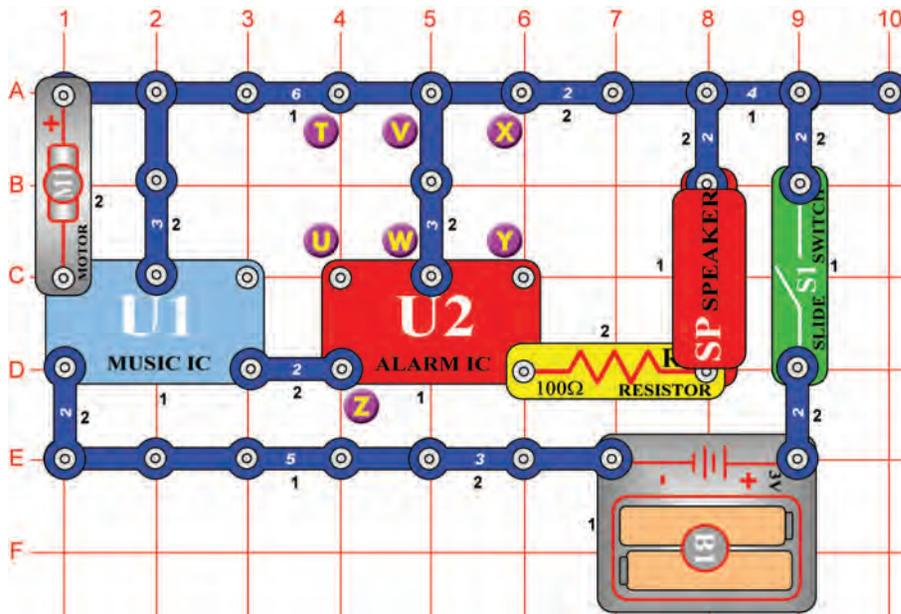 1 2 3 4 5 6 7 8 9 10
A
6
1
2
2
4
1
+
T
V
X
2
2
2
2
B
M1
2
3
2
3
2
MOTOR
U
W
Y
SP SPEAKER
1
S1
SLIDE SWITCH
1
C
U1
MUSIC IC
1
U2
ALARM IC
1
D
2
2
2
100Ω
R
RESISTOR
Z
2
2
2
2
E
5
1
3
2
- +
3V
1
B1
F